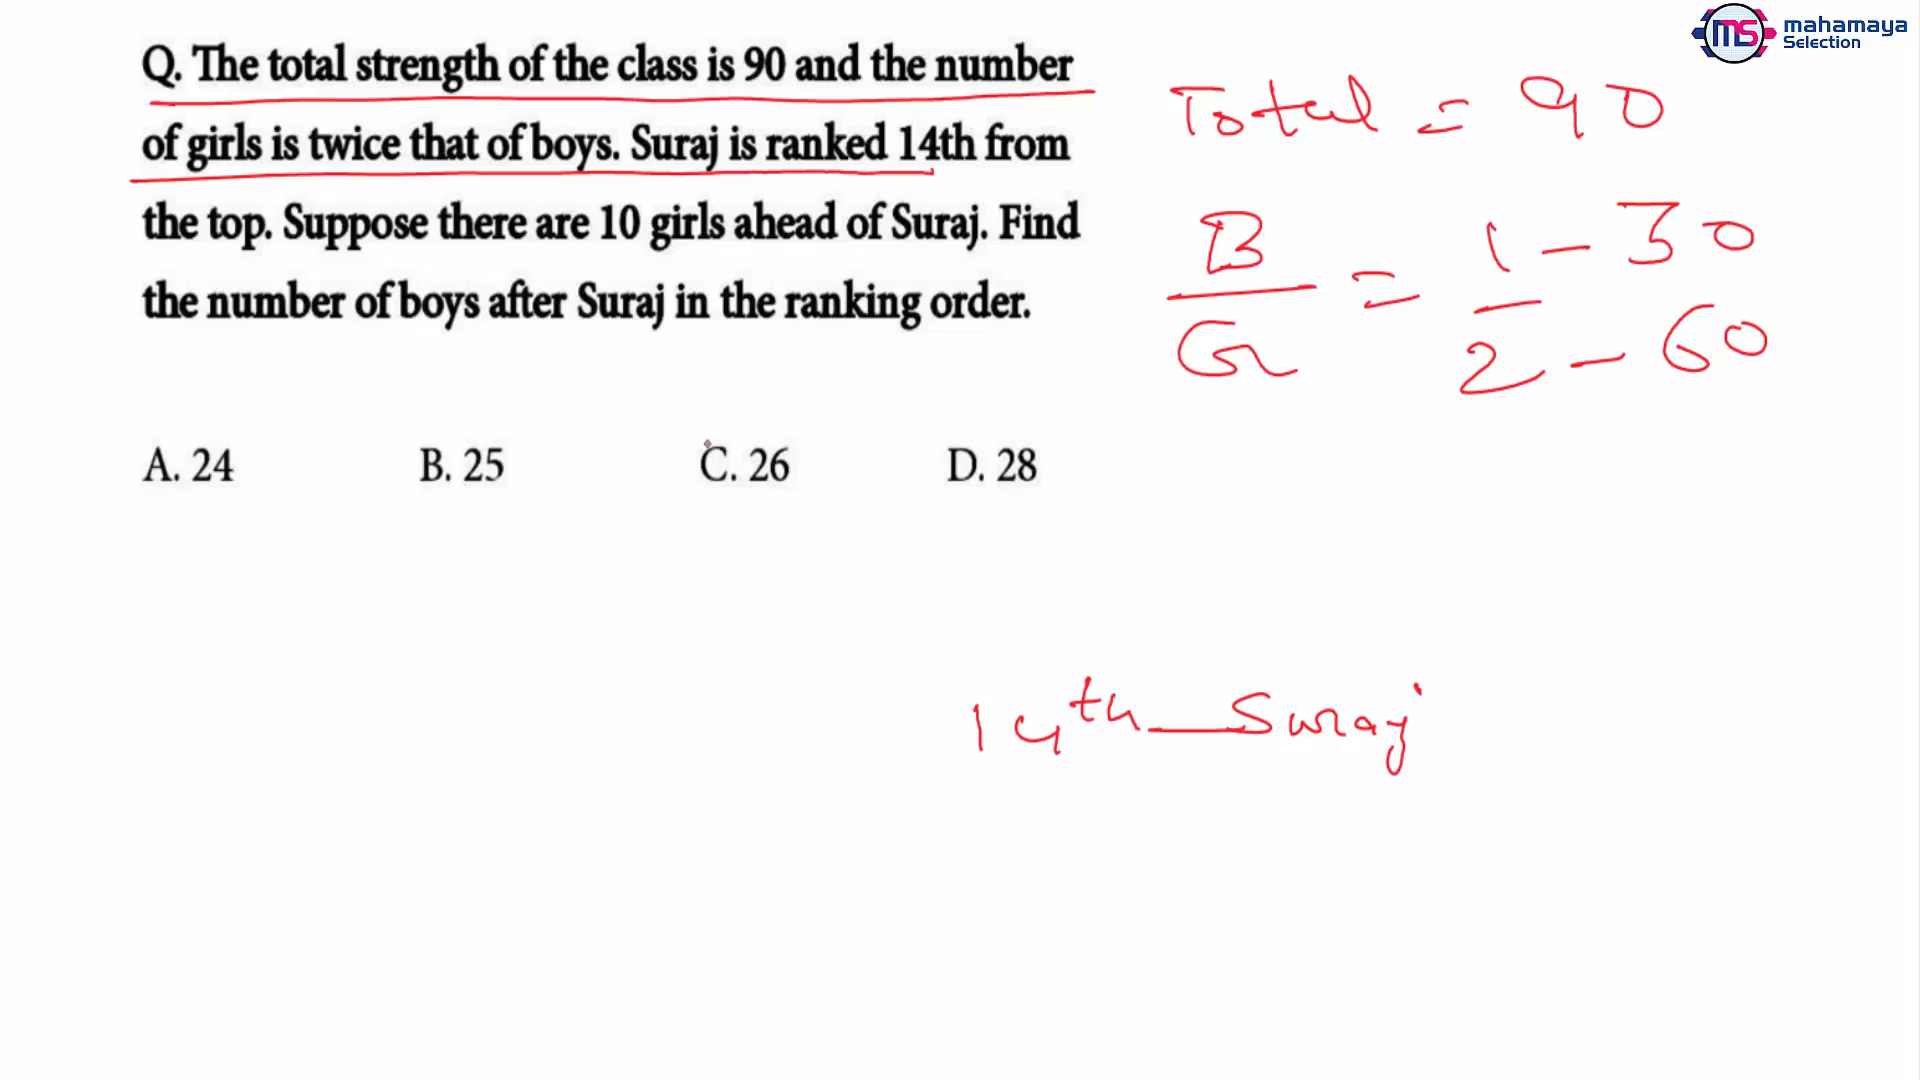 mahamaya
Selection
Q. The total strength of the class is 90 and the number
of girls is twice that of boys. Suraj is ranked 14th from
the top. Suppose there are 10 girls ahead of Suraj. Find
the number of boys after Suraj in the ranking order.
A. 24 B. 25 C. 26 D. 28
Total = 90
B/G = 1 - 30
2 - 60
14th — Suraj